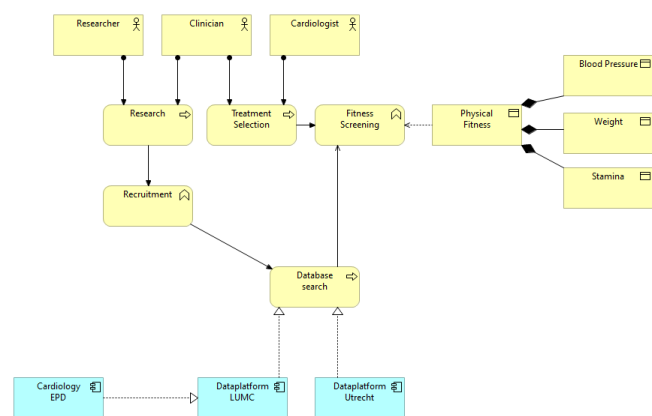 Researcher
Clinician
Cardiologist
Blood Pressure
Research
Treatment
Selection
Fitness
Screening
Physical
Fitness
Weight
Stamina
Recruitment
Database
search
Cardiology
EPD
Dataplatform
LUMC
Dataplatform
Utrecht